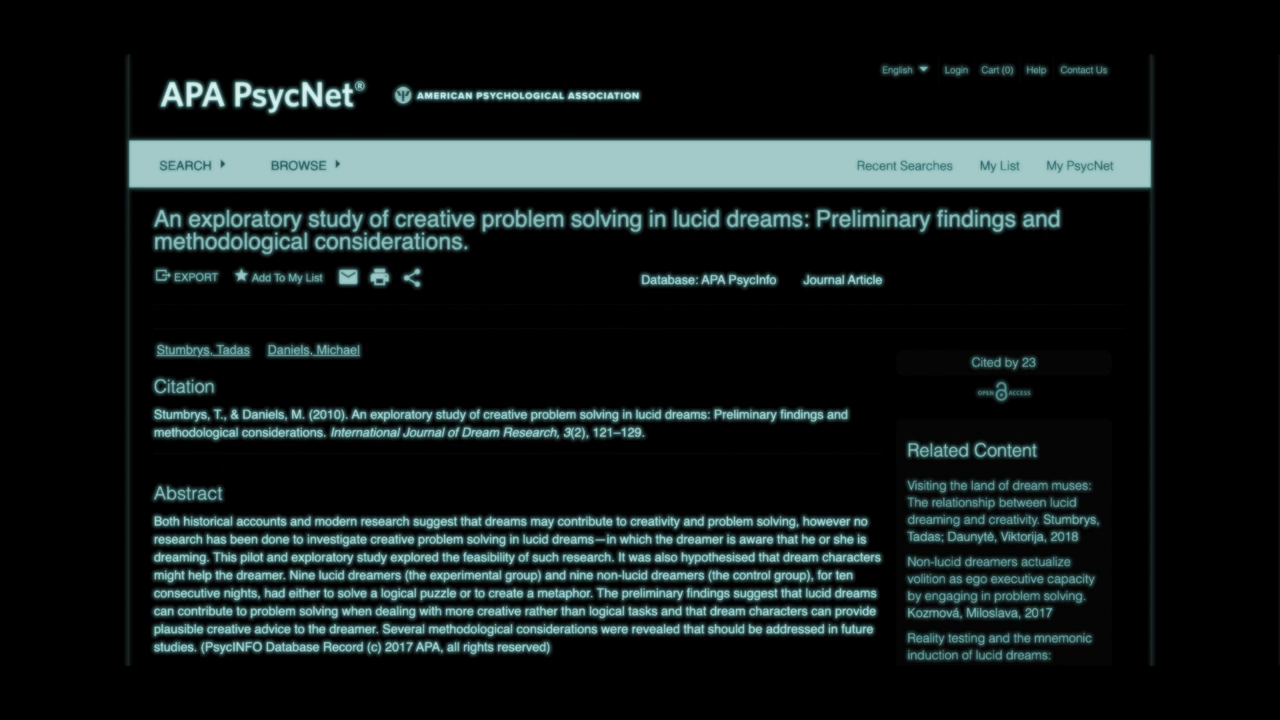 English Login Cart (0) Help Contact Us
APA PsycNet® AMERICAN PSYCHOLOGICAL ASSOCIATION
SEARCH BROWSE Recent Searches My List My PsycNet
An exploratory study of creative problem solving in lucid dreams: Preliminary findings and
methodological considerations.
EXPORT Add To My List Database: APA PsycInfo Journal Article
Stumbrys, Tadas Daniels, Michael
Citation
Stumbrys, T., & Daniels, M. (2010). An exploratory study of creative problem solving in lucid dreams: Preliminary findings and
methodological considerations. International Journal of Dream Research, 3(2), 121–129.
Abstract
Both historical accounts and modern research suggest that dreams may contribute to creativity and problem solving, however no
research has been done to investigate creative problem solving in lucid dreams—in which the dreamer is aware that he or she is
dreaming. This pilot and exploratory study explored the feasibility of such research. It was also hypothesised that dream characters
might help the dreamer. Nine lucid dreamers (the experimental group) and nine non-lucid dreamers (the control group), for ten
consecutive nights, had either to solve a logical puzzle or to create a metaphor. The preliminary findings suggest that lucid dreams
can contribute to problem solving when dealing with more creative rather than logical tasks and that dream characters can provide
plausible creative advice to the dreamer. Several methodological considerations were revealed that should be addressed in future
studies. (PsycINFO Database Record (c) 2017 APA, all rights reserved)
Cited by 23
OPEN ACCESS
Related Content
Visiting the land of dream muses:
The relationship between lucid
dreaming and creativity. Stumbrys,
Tadas; Daunytė, Viktorija, 2018
Non-lucid dreamers actualize
volition as ego executive capacity
by engaging in problem solving.
Kozmová, Miloslava, 2017
Reality testing and the mnemonic
induction of lucid dreams: